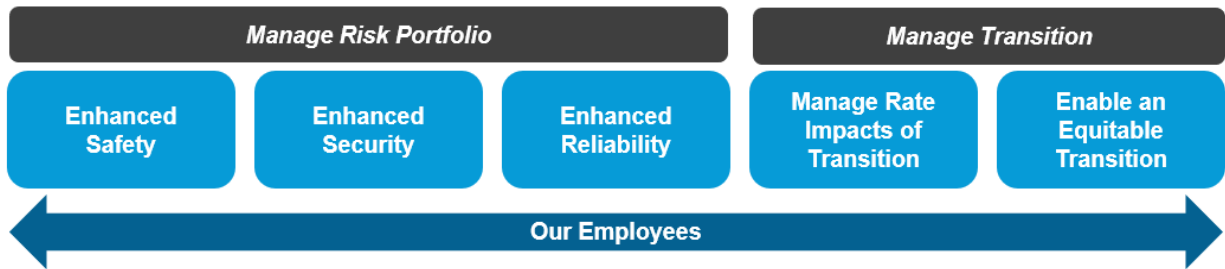 Manage Risk Portfolio
Manage Transition
Enhanced
Safety
Enhanced
Security
Enhanced
Reliability
Manage Rate
Impacts of
Transition
Enable an
Equitable
Transition
Our Employees